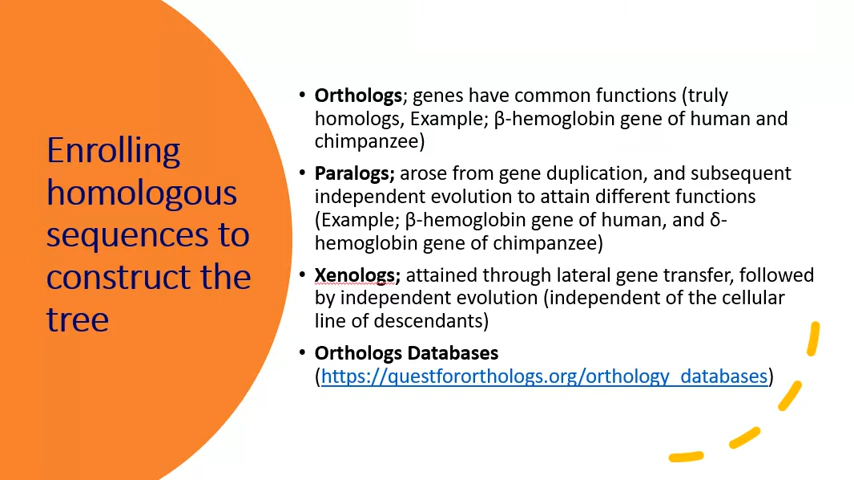 Enrolling
homologous
sequences to
construct the
tree
• Orthologs; genes have common functions (truly
homologs, Example; β-hemoglobin gene of human and
chimpanzee)
• Paralogs; arose from gene duplication, and subsequent
independent evolution to attain different functions
(Example; β-hemoglobin gene of human, and δ-
hemoglobin gene of chimpanzee)
• Xenologs; attained through lateral gene transfer, followed
by independent evolution (independent of the cellular
line of descendants)
• Orthologs Databases
(https://questfororthologs.org/orthology_databases)